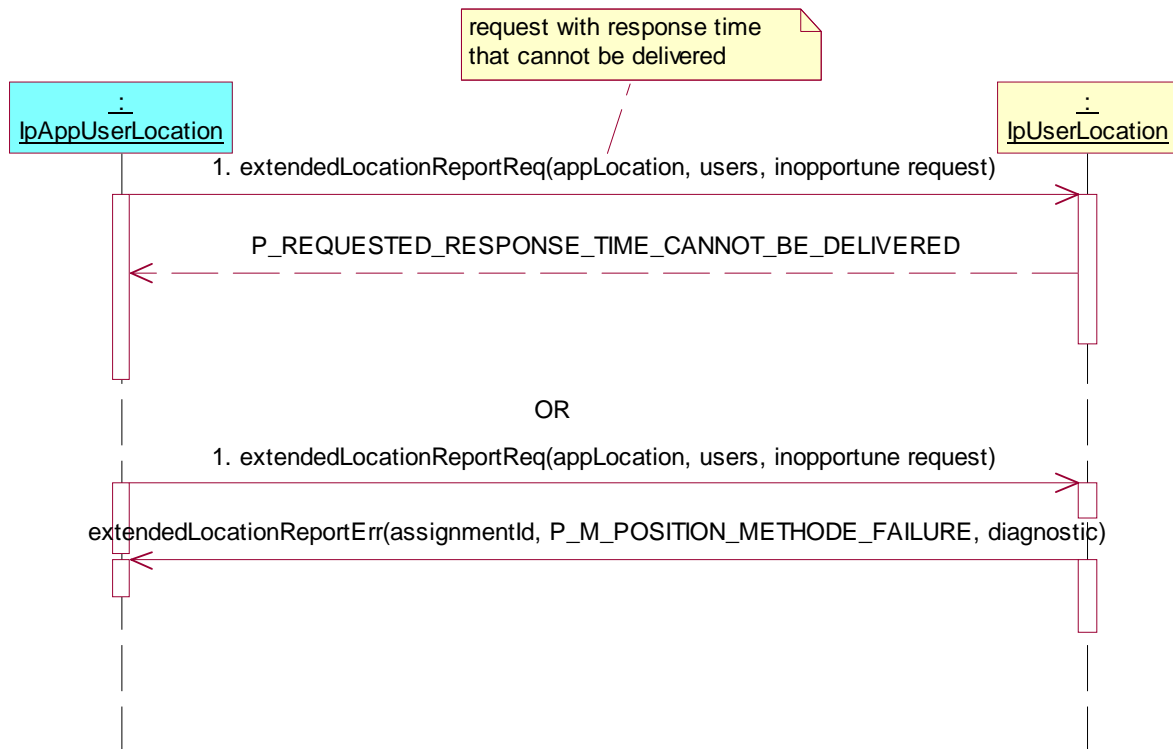 request with response time
that cannot be delivered
:
IpAppUserLocation
:
IpUserLocation
1. extendedLocationReportReq(appLocation, users, inopportune request)
P_REQUESTED_RESPONSE_TIME_CANNOT_BE_DELIVERED
OR
1. extendedLocationReportReq(appLocation, users, inopportune request)
extendedLocationReportErr(assignmentId, P_M_POSITION_METHODE_FAILURE, diagnostic)